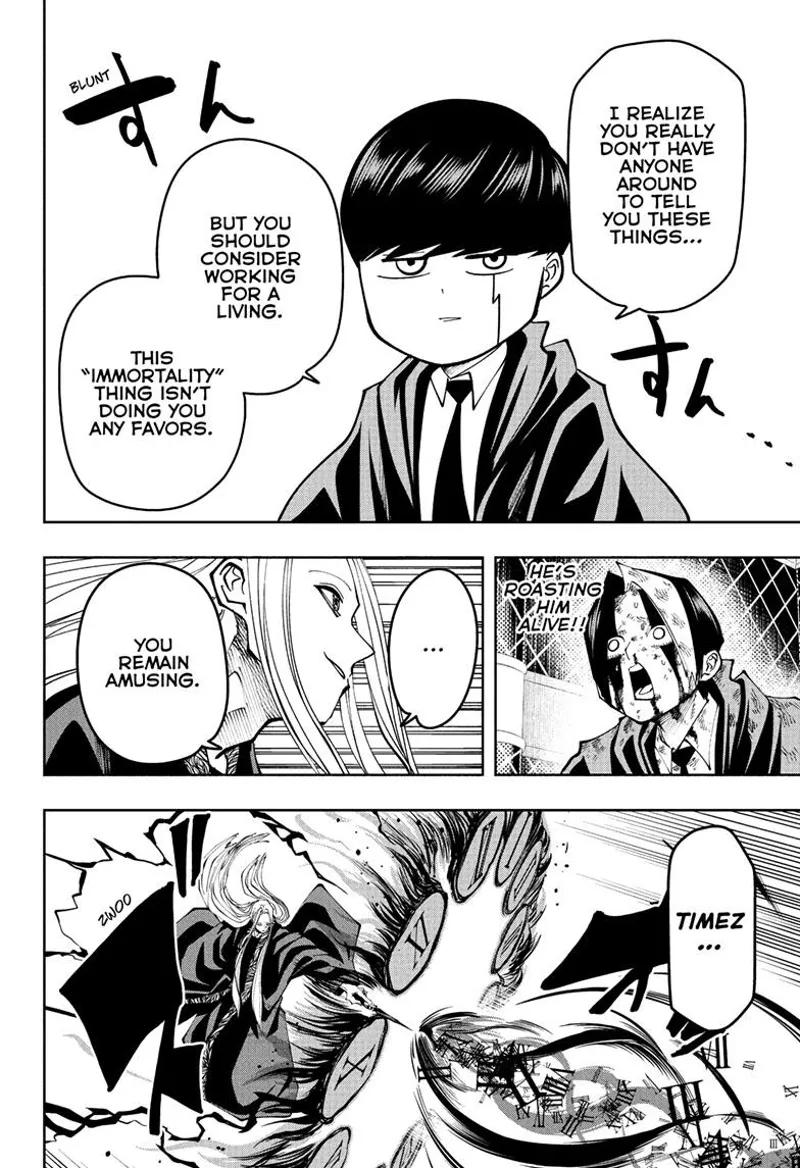 I REALIZE
YOU REALLY
DON'T HAVE
ANYONE
AROUND
TO TELL
YOU THESE
THINGS...
BLUNT
すん
BUT YOU
SHOULD
CONSIDER
WORKING
FOR A
LIVING.
THIS
"IMMORTALITY"
THING ISN'T
DOING YOU
ANY FAVORS.
すん...
HE'S
ROASTING
HIM
ALIVE!!
...
YOU
REMAIN
AMUSING.
TIMEZ
...
ZWOO
XI
X